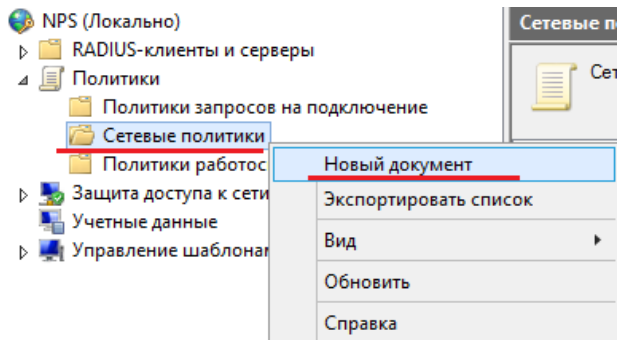 NPS (Локально)
RADIUS-клиенты и серверы
Политики
Политики запросов на подключение
Сетевые политики
Политики работос
Защита доступа к сети
Учетные данные
Управление шаблона
Сетевые п
Сет
Новый документ
Экспортировать список
Вид
Обновить
Справка